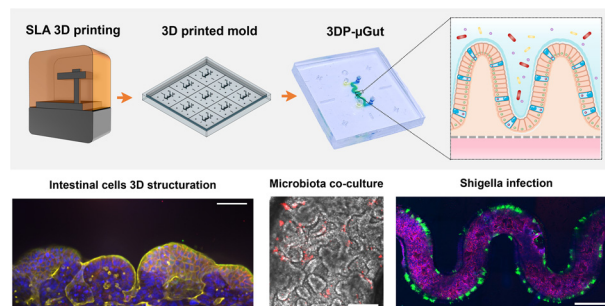 SLA 3D printing
3D printed mold
3DP-μGut
Intestinal cells 3D structuration
Microbiota co-culture
Shigella infection